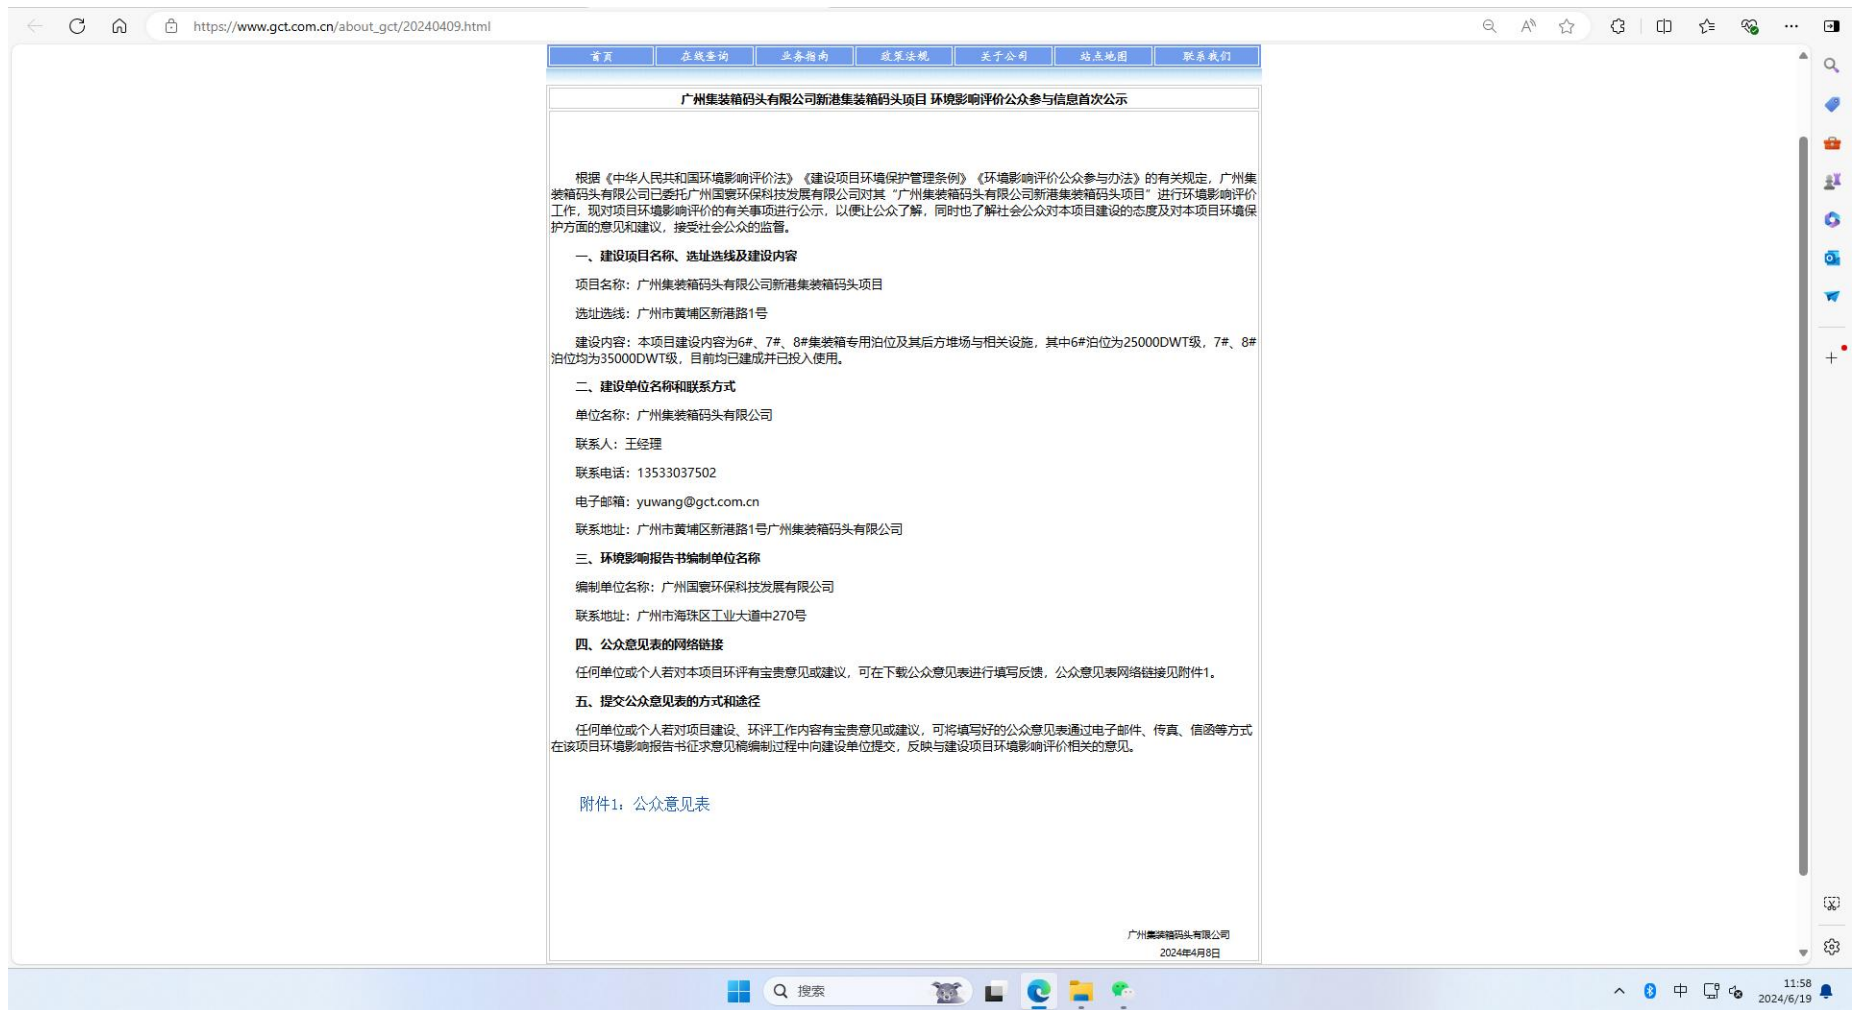 https://www.gct.com.cn/about_gct/20240409.html
首页 在线查询 业务指南 政策法规 关于公司 站点地图 联系我们
广州集装箱码头有限公司新港集装箱码头项目 环境影响评价公众参与信息首次公示
根据《中华人民共和国环境影响评价法》《建设项目环境保护管理条例》《环境影响评价公众参与办法》的有关规定，广州集
装箱码头有限公司已委托广州国寰环保科技发展有限公司对其“广州集装箱码头有限公司新港集装箱码头项目”进行环境影响评价
工作，现对项目环境影响评价的有关事项进行公示，以便让公众了解，同时也了解社会公众对本项目建设的态度及对本项目环境保
护方面的意见和建议，接受社会公众的监督。
一、建设项目名称、选址选线及建设内容
项目名称：广州集装箱码头有限公司新港集装箱码头项目
选址选线：广州市黄埔区新港路1号
建设内容：本项目建设内容为6#、7#、8#集装箱专用泊位及其后方堆场与相关设施，其中6#泊位为25000DWT级，7#、8#
泊位均为35000DWT级，目前均已建成并已投入使用。
二、建设单位名称和联系方式
单位名称：广州集装箱码头有限公司
联系人：王经理
联系电话：13533037502
电子邮箱：yuwang@gct.com.cn
联系地址：广州市黄埔区新港路1号广州集装箱码头有限公司
三、环境影响报告书编制单位名称
编制单位名称：广州国寰环保科技发展有限公司
联系地址：广州市海珠区工业大道中270号
四、公众意见表的网络链接
任何单位或个人若对本项目环评有宝贵意见或建议，可在下载公众意见表进行填写反馈，公众意见表网络链接见附件1。
五、提交公众意见表的方式和途径
任何单位或个人若对项目建设、环评工作内容有宝贵意见或建议，可将填写好的公众意见表通过电子邮件、传真、信函等方式
在该项目环境影响报告书征求意见稿编制过程中向建设单位提交，反映与建设项目环境影响评价相关的意见。
附件1：公众意见表
广州集装箱码头有限公司
2024年4月8日
搜索
中
11:58
2024/6/19